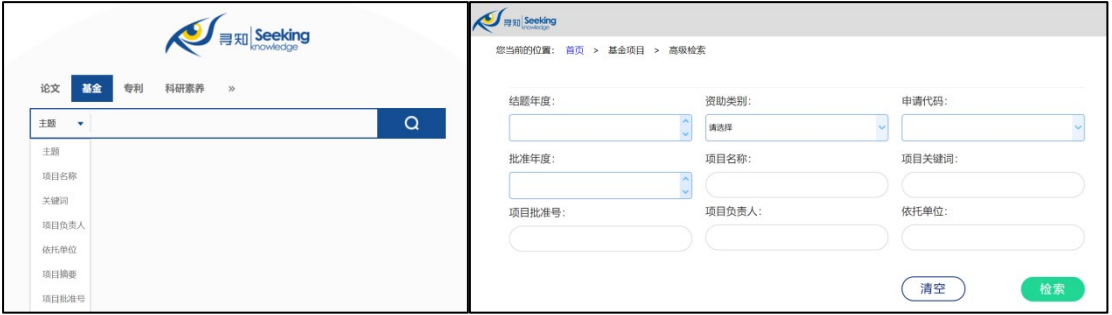 寻知 Seeking
knowledge
论文 基金 专利 科研素养 »
主题
主题
项目名称
关键词
项目负责人
依托单位
项目摘要
项目批准号
寻知 Seeking
knowledge
您当前的位置: 首页 > 基金项目 > 高级检索
结题年度: 资助类别: 申请代码:
请选择
批准年度: 项目名称: 项目关键词:
项目批准号: 项目负责人: 依托单位:
清空 检索